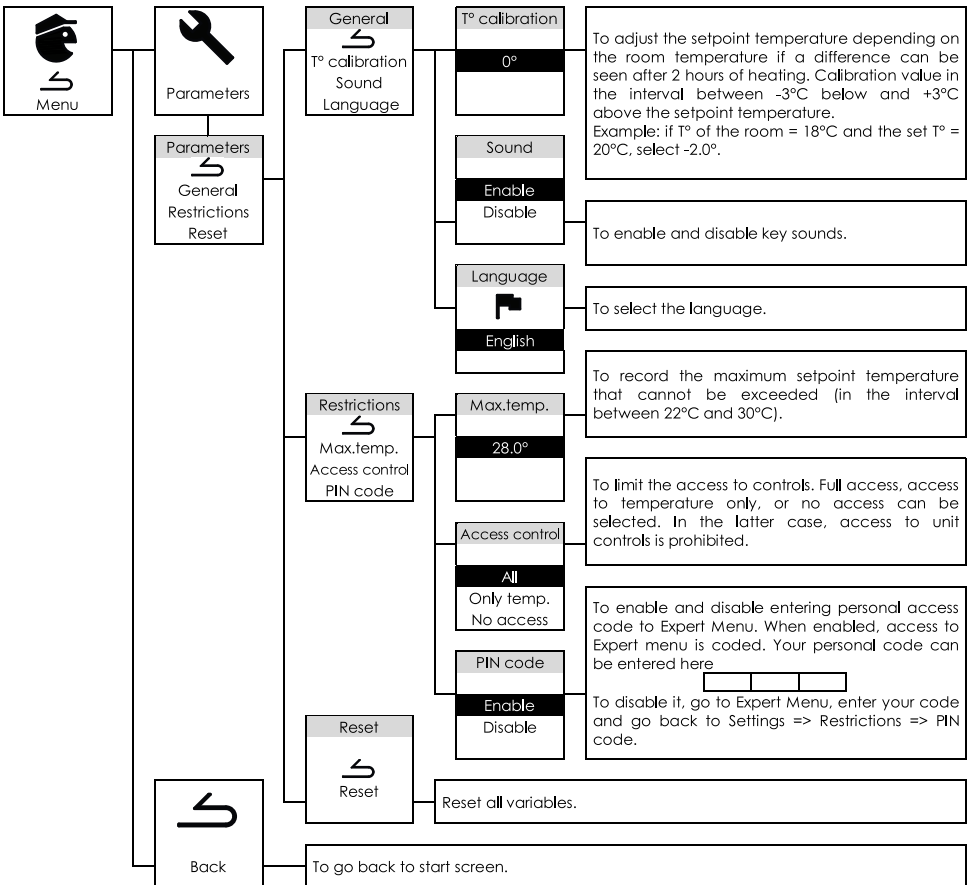 Menu
Parameters
Parameters
General
Restrictions
Reset
General
T° calibration
Sound
Language
T° calibration
0°
To adjust the setpoint temperature depending on
the room temperature if a difference can be
seen after 2 hours of heating. Calibration value in
the interval between -3°C below and +3°C
above the setpoint temperature.
Example: if T° of the room = 18°C and the set T° =
20°C, select -2.0°.
Sound
Enable
Disable
To enable and disable key sounds.
Language
English
To select the language.
Restrictions
Max.temp.
Access control
PIN code
Max.temp.
28.0°
To record the maximum setpoint temperature
that cannot be exceeded (in the interval
between 22°C and 30°C).
Access control
All
Only temp.
No access
To limit the access to controls. Full access, access
to temperature only, or no access can be
selected. In the latter case, access to unit
controls is prohibited.
PIN code
Enable
Disable
To enable and disable entering personal access
code to Expert Menu. When enabled, access to
Expert menu is coded. Your personal code can
be entered here
To disable it, go to Expert Menu, enter your code
and go back to Settings => Restrictions => PIN
code.
Reset
Reset
Reset all variables.
Back
To go back to start screen.